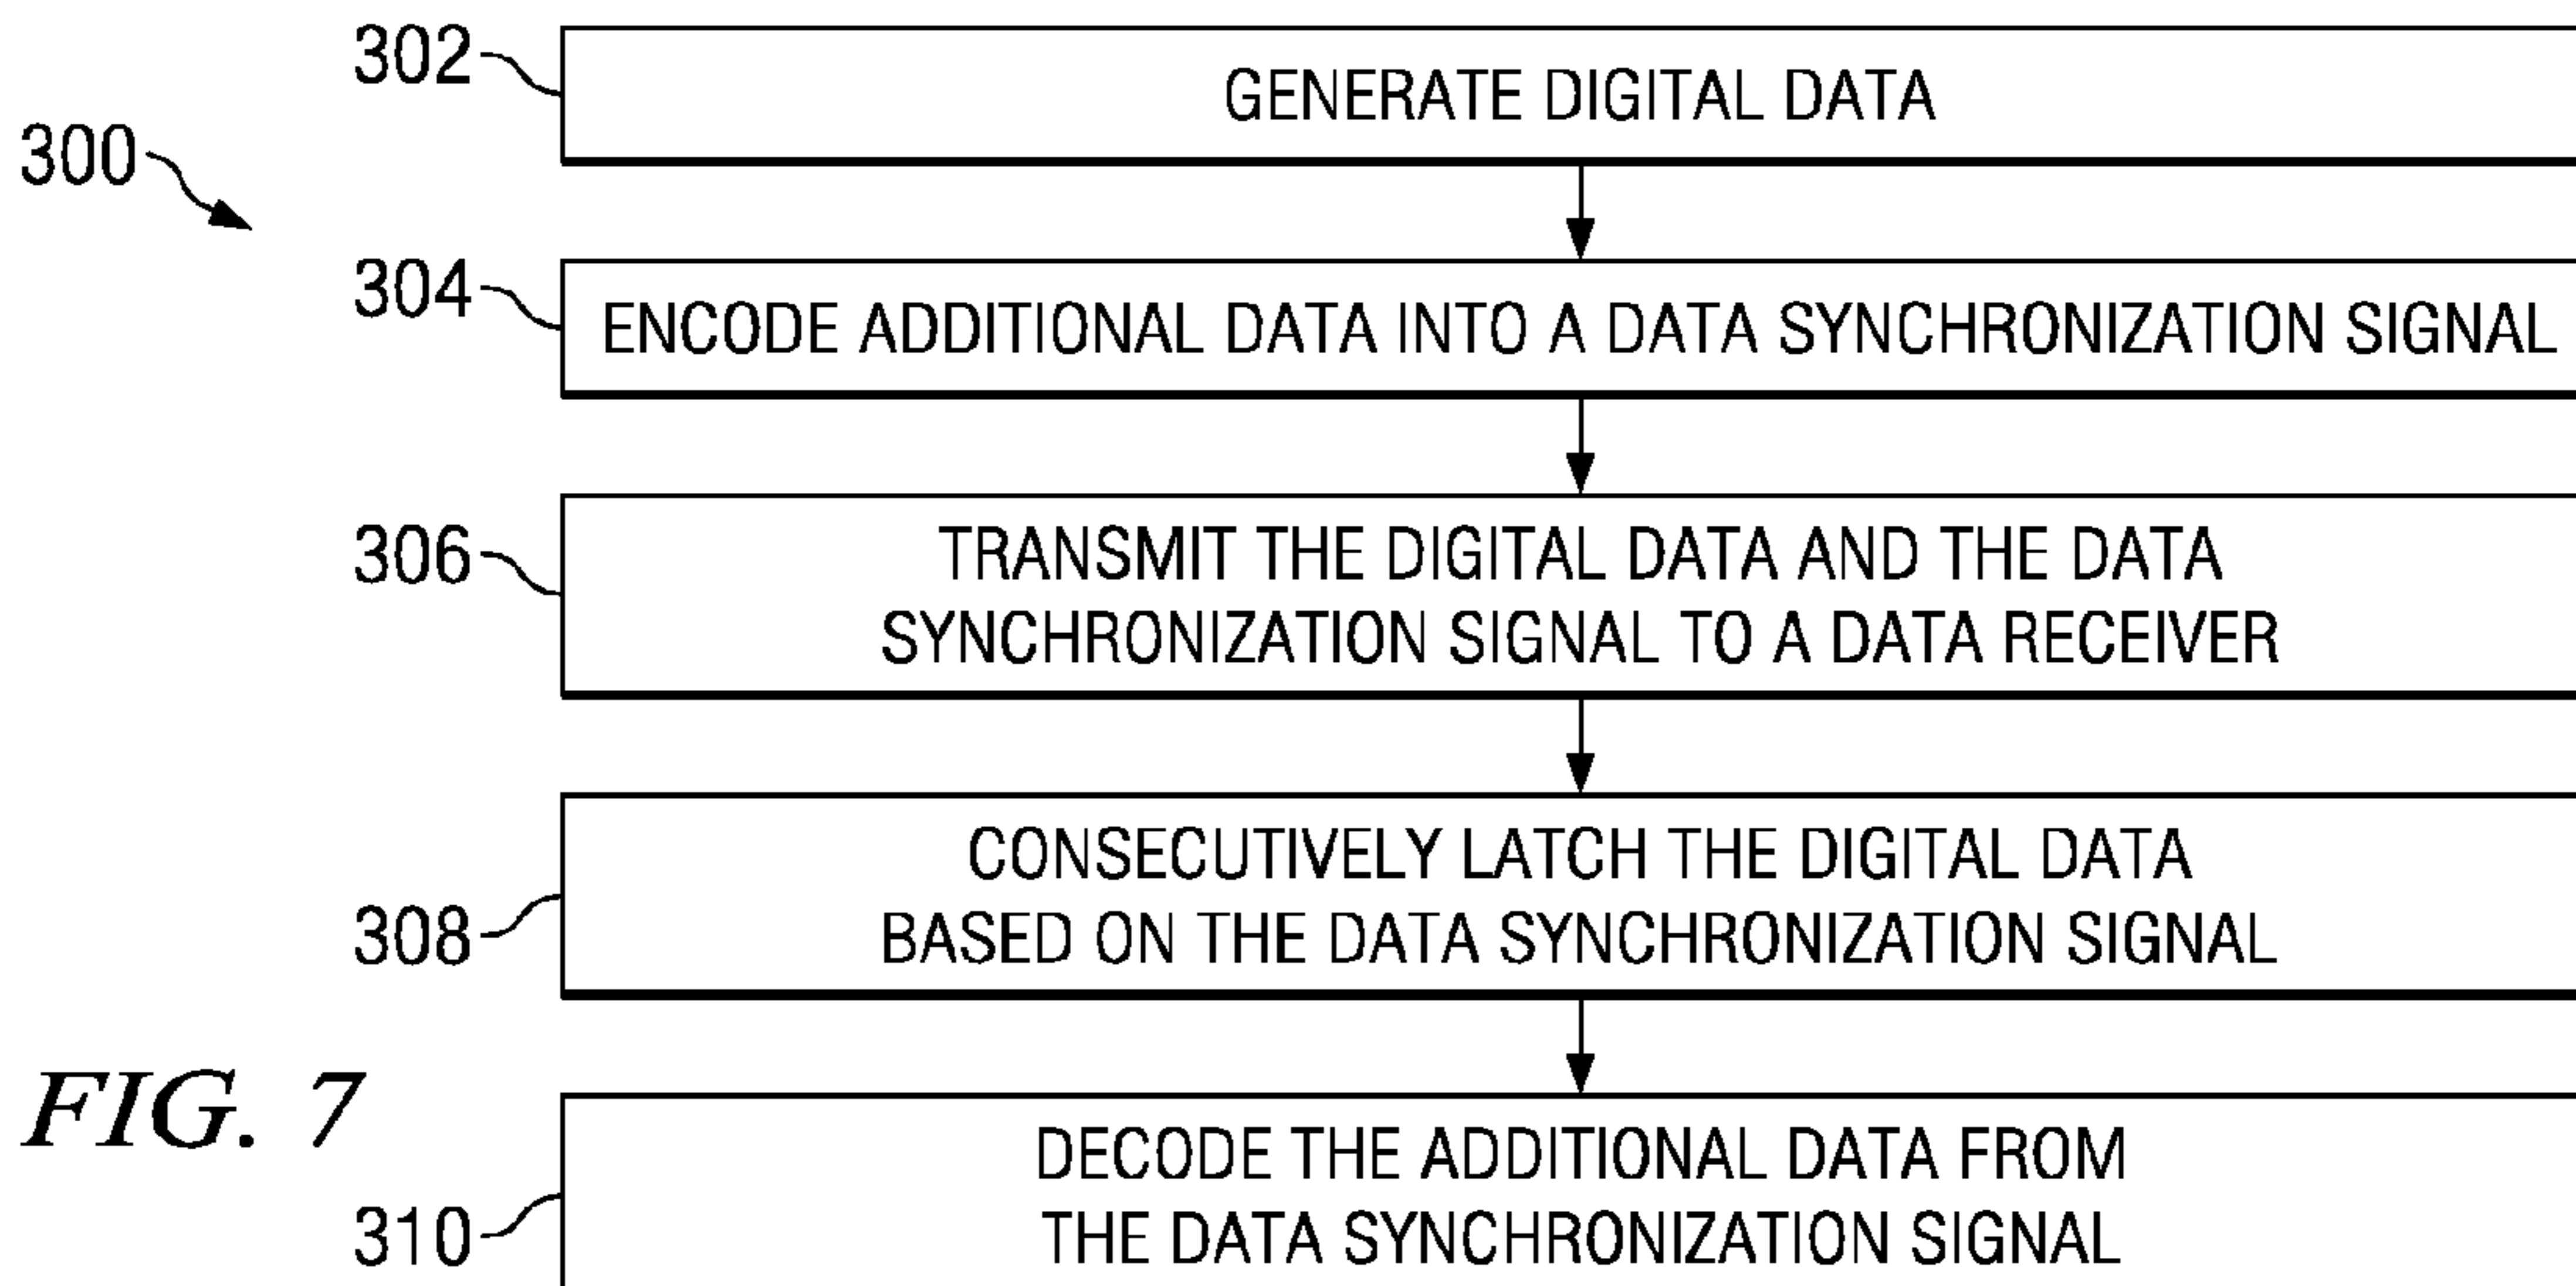 302
GENERATE DIGITAL DATA
300
304
ENCODE ADDITIONAL DATA INTO A DATA SYNCHRONIZATION SIGNAL
306
TRANSMIT THE DIGITAL DATA AND THE DATA
SYNCHRONIZATION SIGNAL TO A DATA RECEIVER
308
CONSECUTIVELY LATCH THE DIGITAL DATA
BASED ON THE DATA SYNCHRONIZATION SIGNAL
FIG. 7
310
DECODE THE ADDITIONAL DATA FROM
THE DATA SYNCHRONIZATION SIGNAL